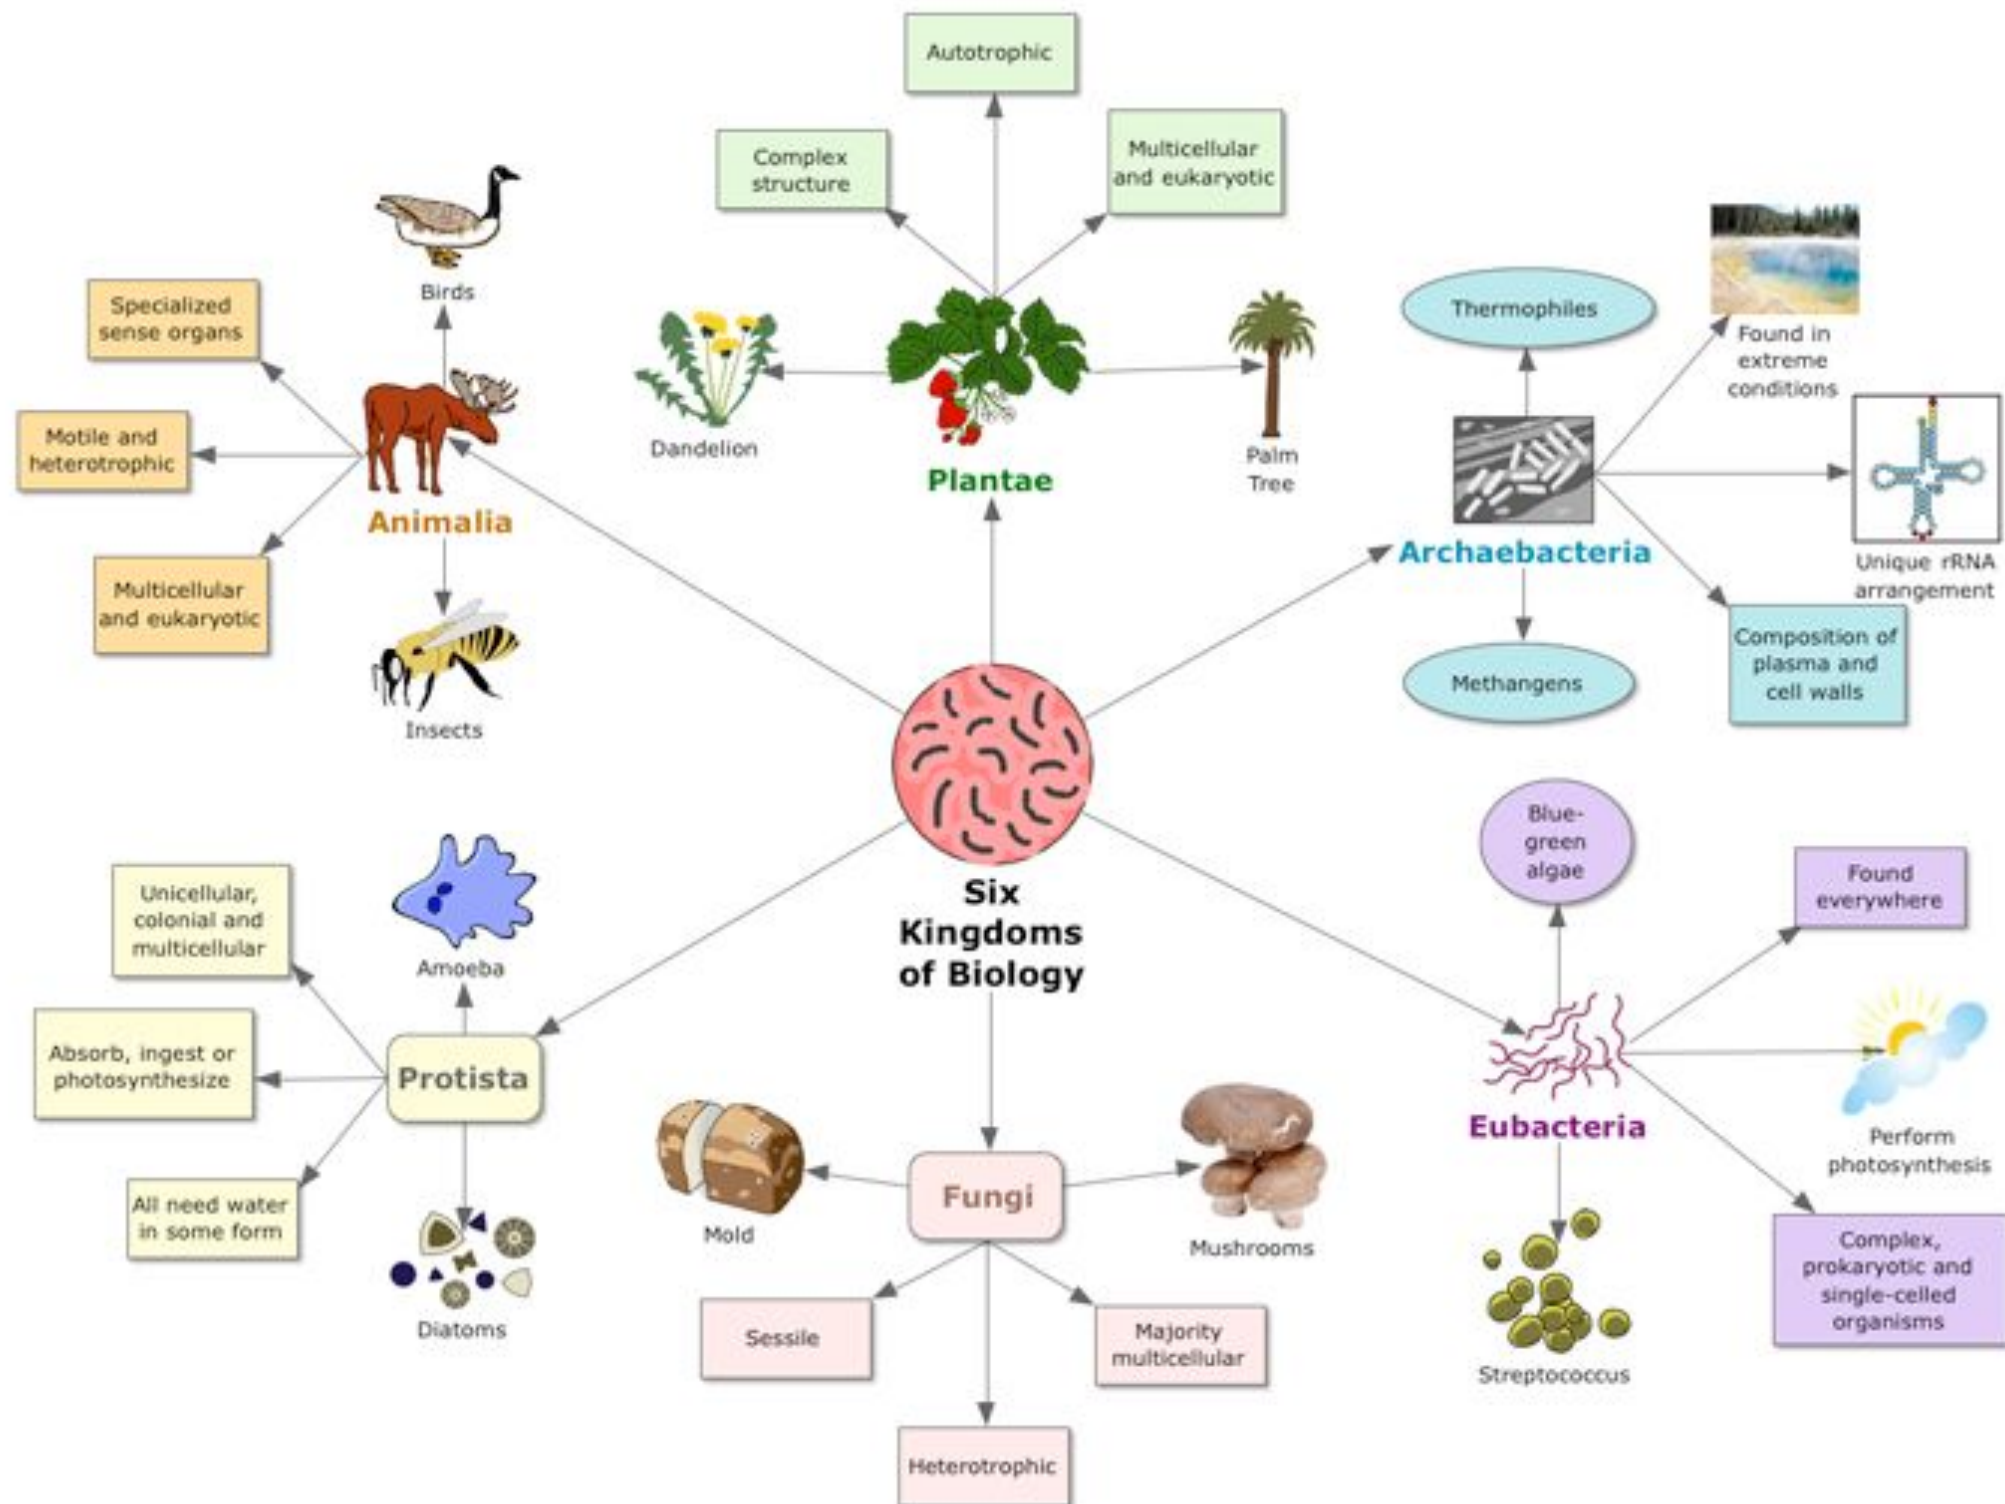 Autotrophic
Complex
structure
Multicellular
and eukaryotic
Dandelion
Palm
Tree
Plantae
Birds
Specialized
sense organs
Motile and
heterotrophic
Multicellular
and eukaryotic
Animalia
Insects
Thermophiles
Found in
extreme
conditions
Unique rRNA
arrangement
Archaebacteria
Composition of
plasma and
cell walls
Methangens
Six
Kingdoms
of Biology
Amoeba
Unicellular,
colonial and
multicellular
Absorb, ingest or
photosynthesize
All need water
in some form
Protista
Diatoms
Mold
Fungi
Mushrooms
Sessile
Majority
multicellular
Heterotrophic
Blue-
green
algae
Found
everywhere
Eubacteria
Perform
photosynthesis
Complex,
prokaryotic and
single-celled
organisms
Streptococcus